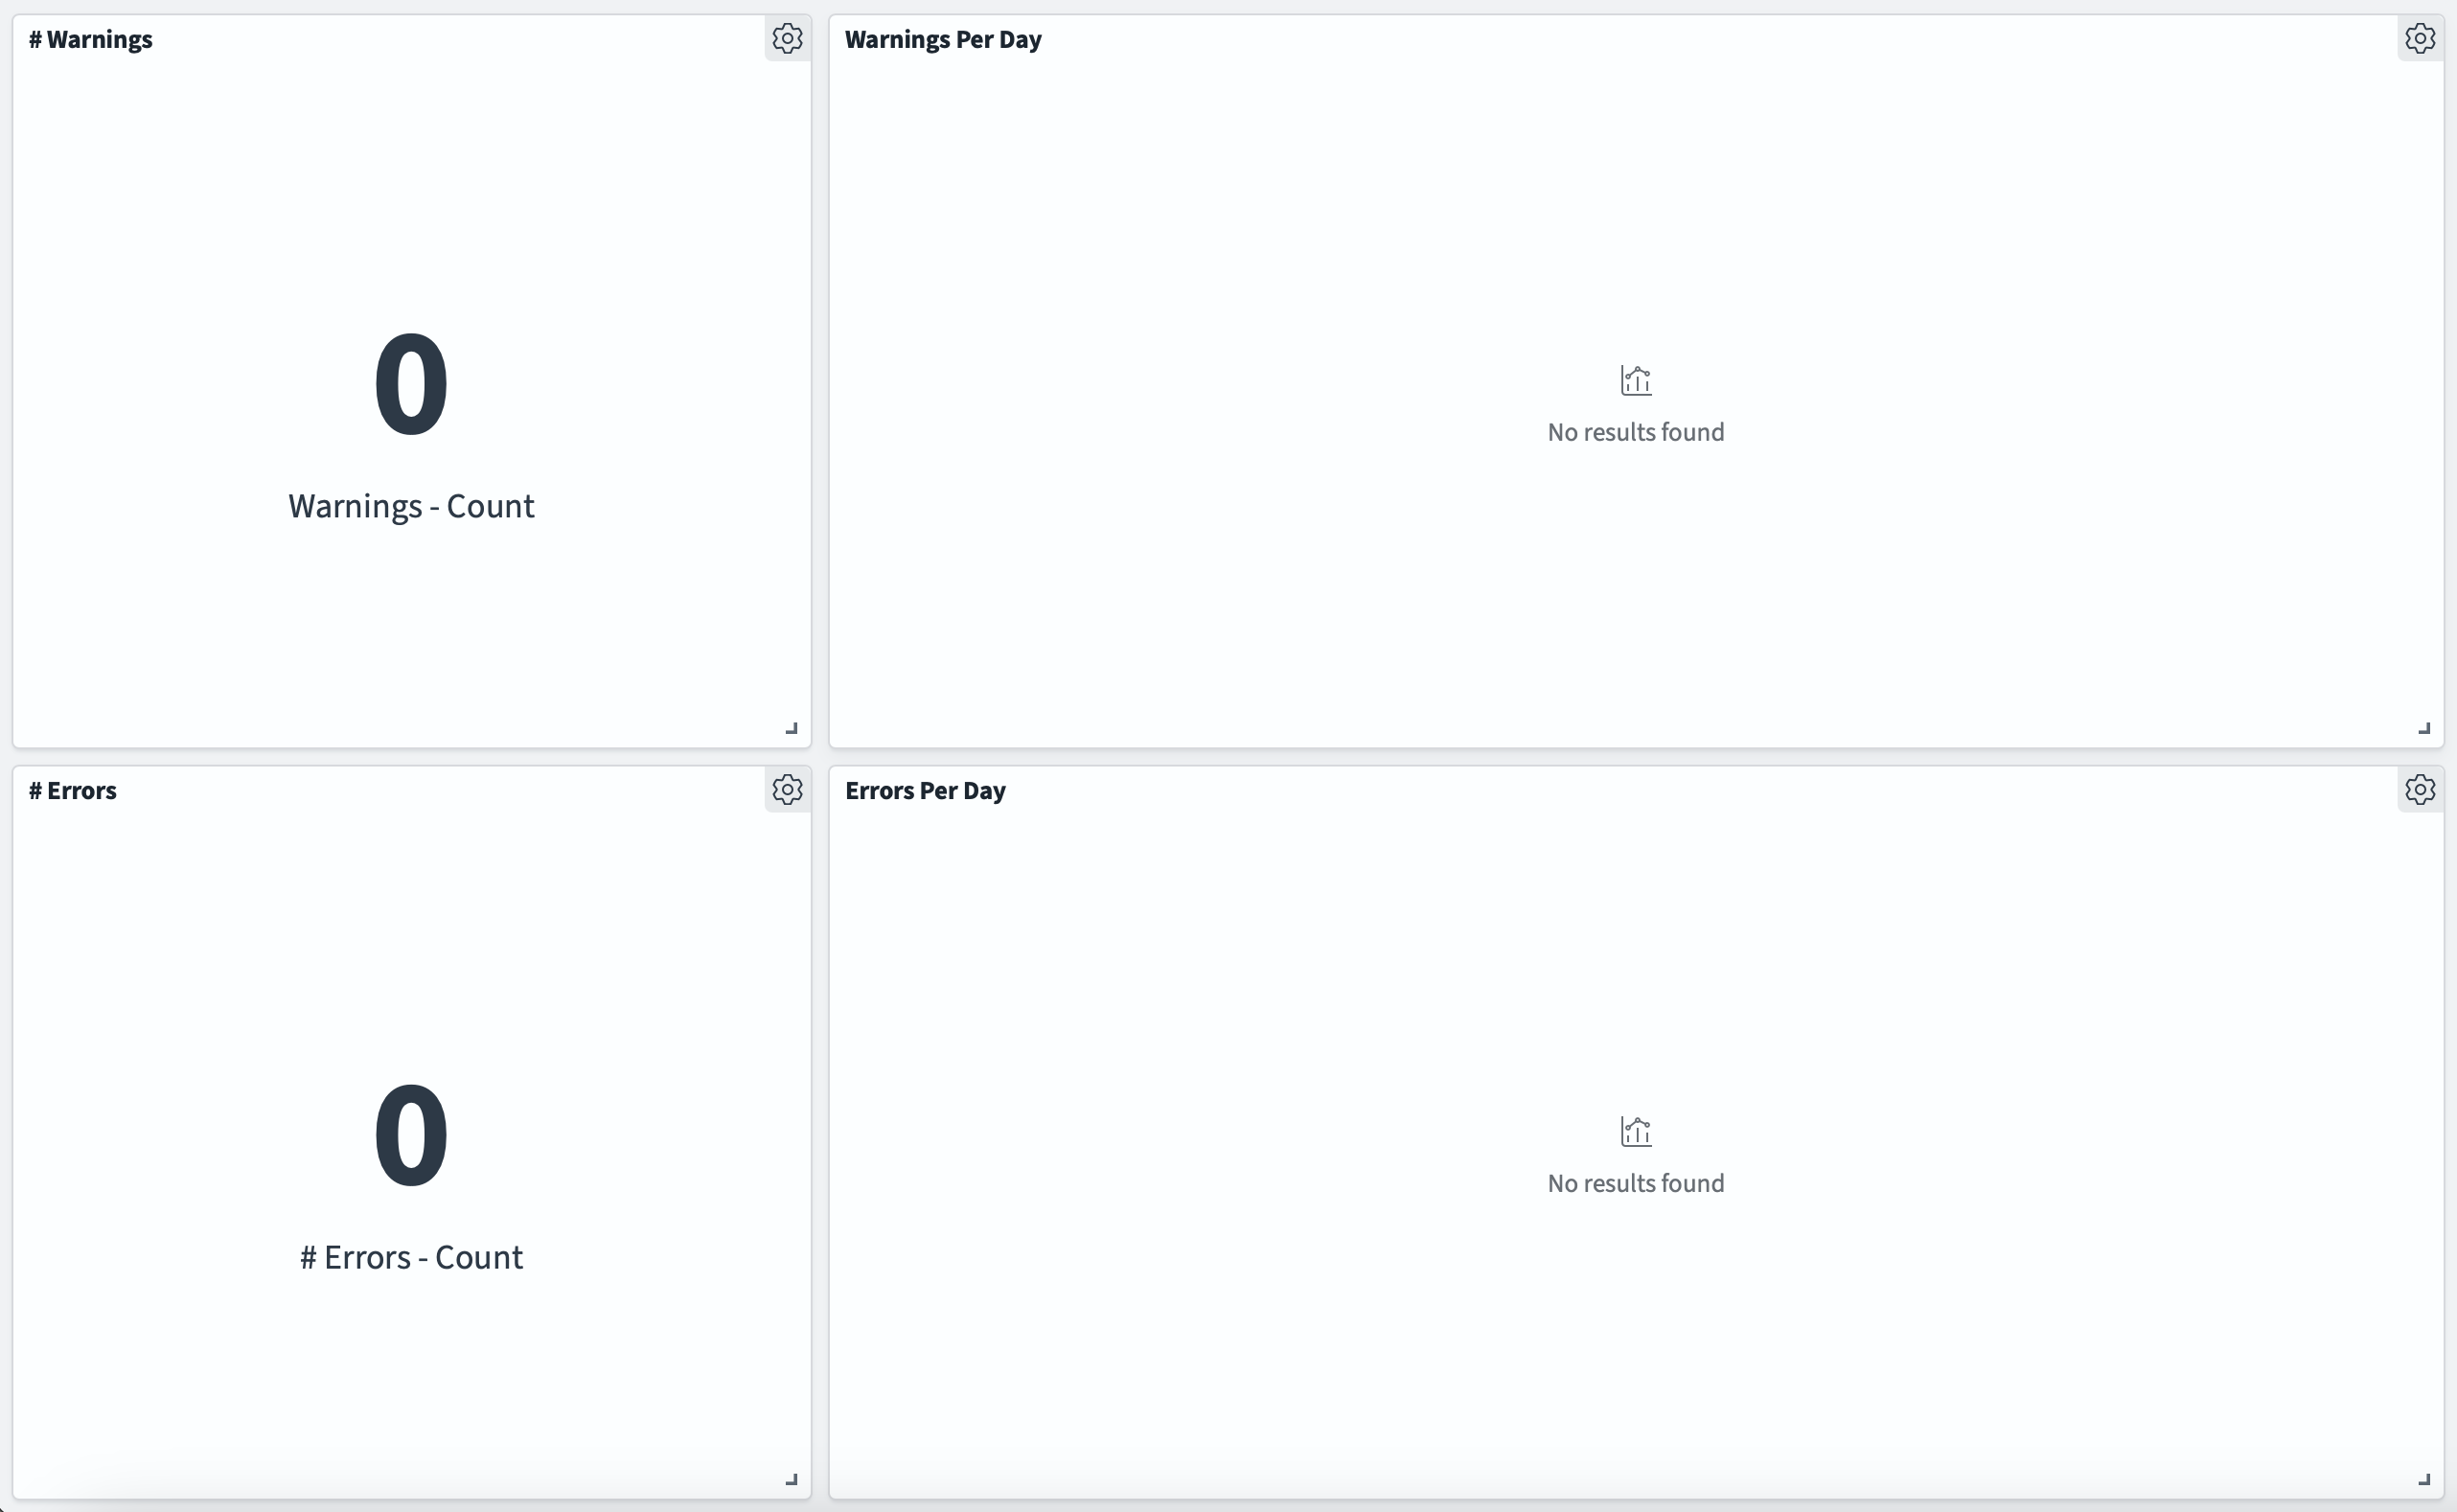 # Warnings
Warnings Per Day
0
Warnings - Count
No results found
# Errors
Errors Per Day
0
# Errors - Count
No results found